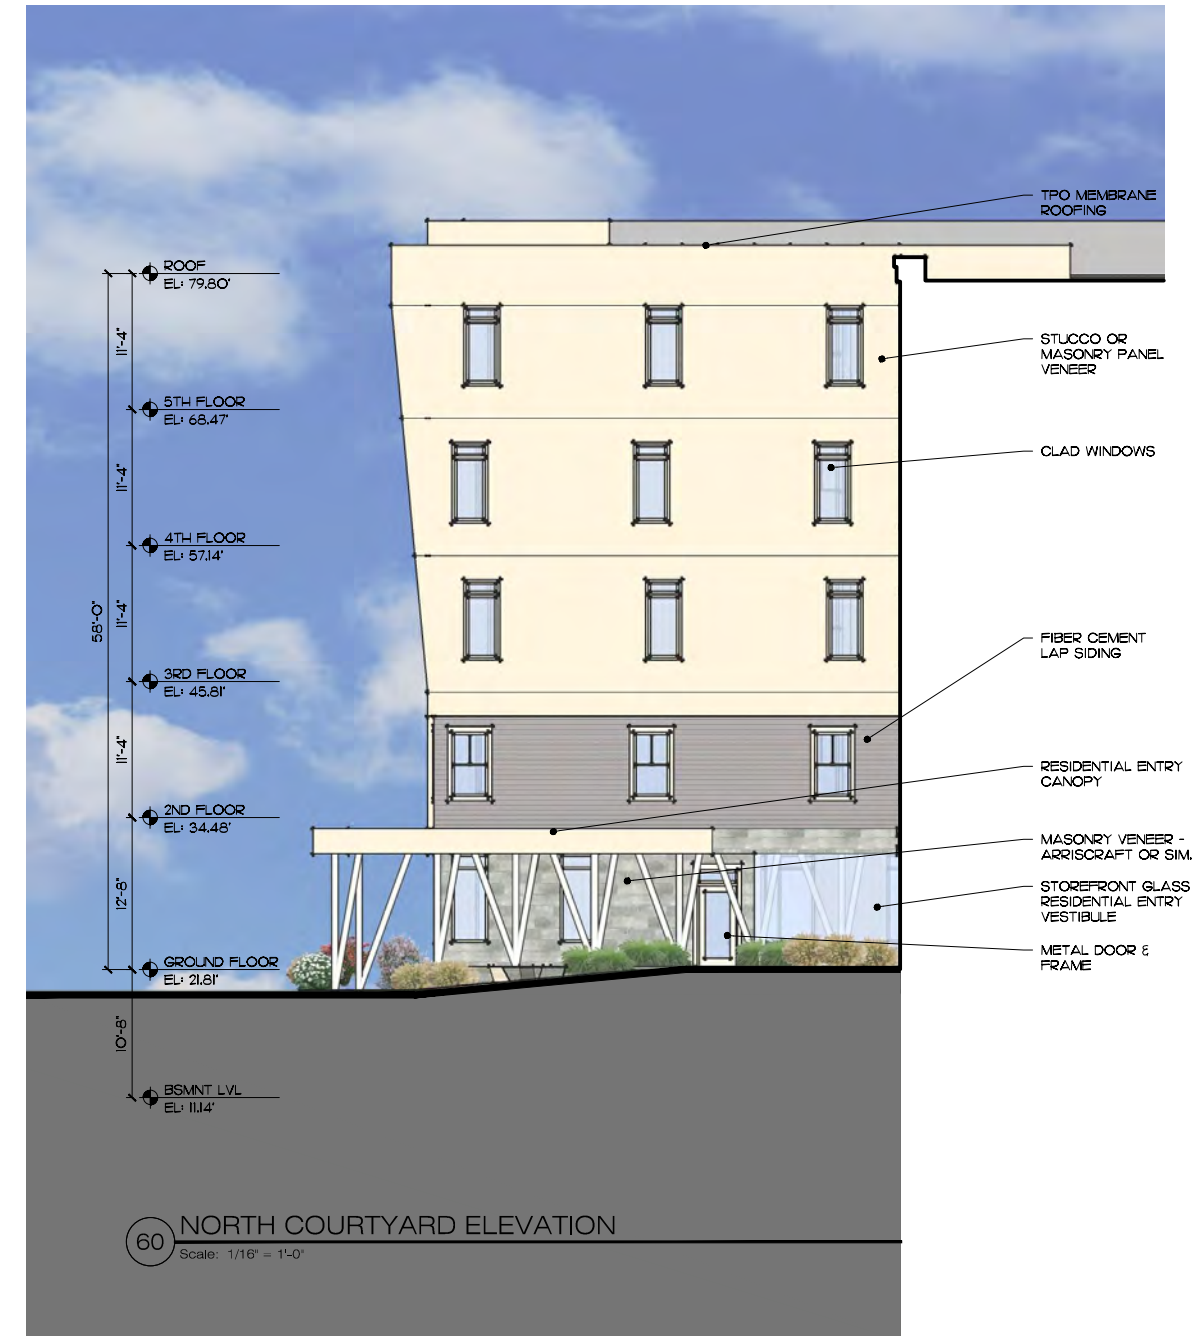 TPO MEMBRANE
ROOFING
ROOF
EL: 79.80'
11'-4"
STUCCO OR
MASONRY PANEL
VENEER
5TH FLOOR
EL: 68.47'
CLAD WINDOWS
11'-4"
4TH FLOOR
EL: 57.14'
58'-0"
11'-4"
FIBER CEMENT
LAP SIDING
3RD FLOOR
EL: 45.81'
11'-4"
RESIDENTIAL ENTRY
CANOPY
2ND FLOOR
EL: 34.48'
MASONRY VENEER -
ARRISCRAFT OR SIM.
12'-8"
STOREFRONT GLASS
RESIDENTIAL ENTRY
VESTIBULE
METAL DOOR &
FRAME
GROUND FLOOR
EL: 21.81'
10'-8"
BSMNT LVL
EL: 11.14'
60
NORTH COURTYARD ELEVATION
Scale: 1/16" = 1'-0"